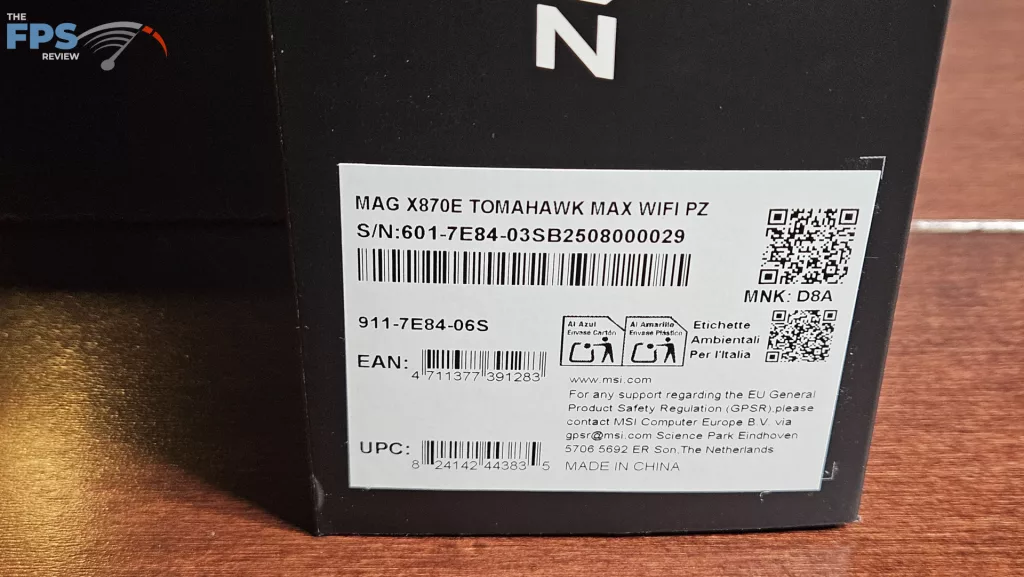 THE
FPS
REVIEW
N
MAG X870E TOMAHAWK MAX WIFI PZ
S/N:601-7E84-03SB2508000029
MNK: D8A
911-7E84-06S
Al Azul
Envase Cartón
Al Amarillo
Envase Plástico
Etichette
Ambientali
Per l'Italia
EAN:
4 711377 391283
www.msi.com
For any support regarding the EU General
Product Safety Regulation (GPSR),please
contact MSI Computer Europe B.V. via
gpsr@msi.com Science Park Eindhoven
5706 5692 ER Son,The Netherlands
UPC:
8 24142 44383 5
MADE IN CHINA